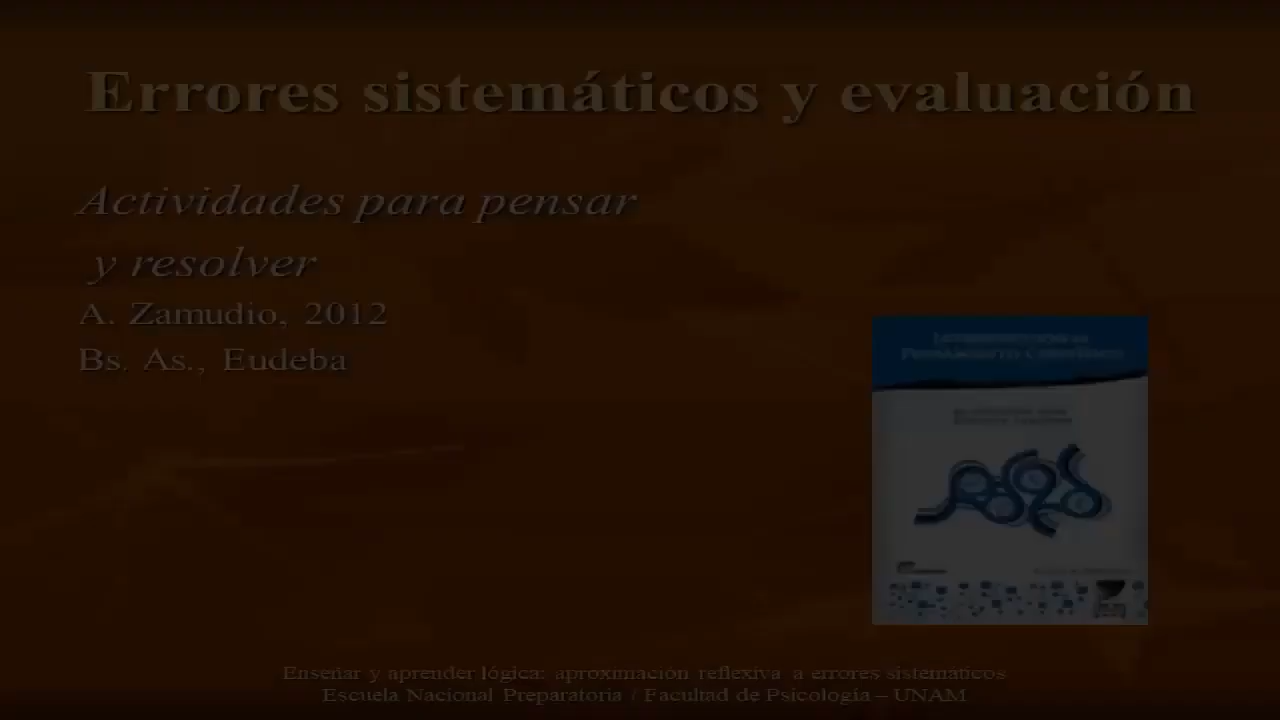 Errores sistemáticos y evaluación
Actividades para pensar
y resolver
A. Zamudio, 2012
Bs. As., Eudeba
Enseñar y aprender lógica: aproximación reflexiva a errores sistemáticos
Escuela Nacional Preparatoria / Facultad de Psicología – UNAM